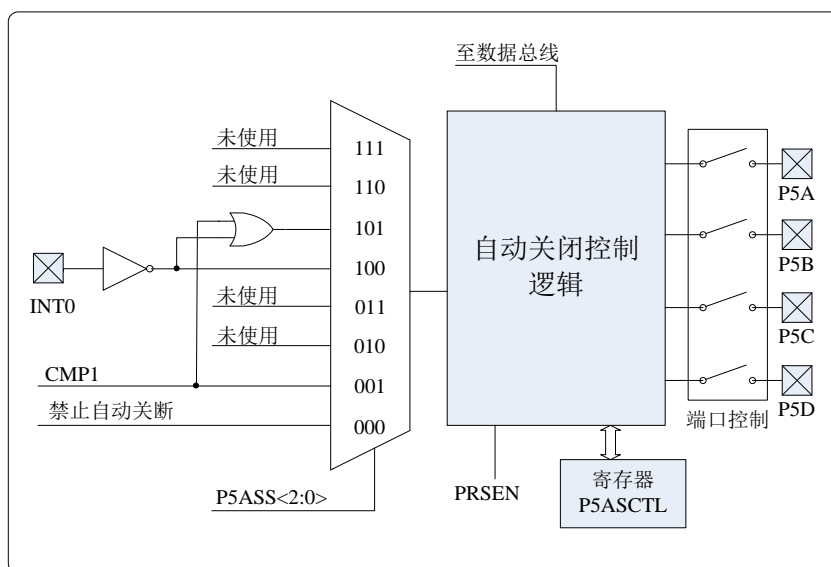 至数据总线
未使用
111
未使用
110
101
100
INT0
未使用
011
未使用
010
CMP1
001
禁止自动关断
000
P5ASS<2:0>
自动关闭控制
逻辑
PRSEN
寄存器
P5ASCTL
P5A
P5B
P5C
P5D
端口控制